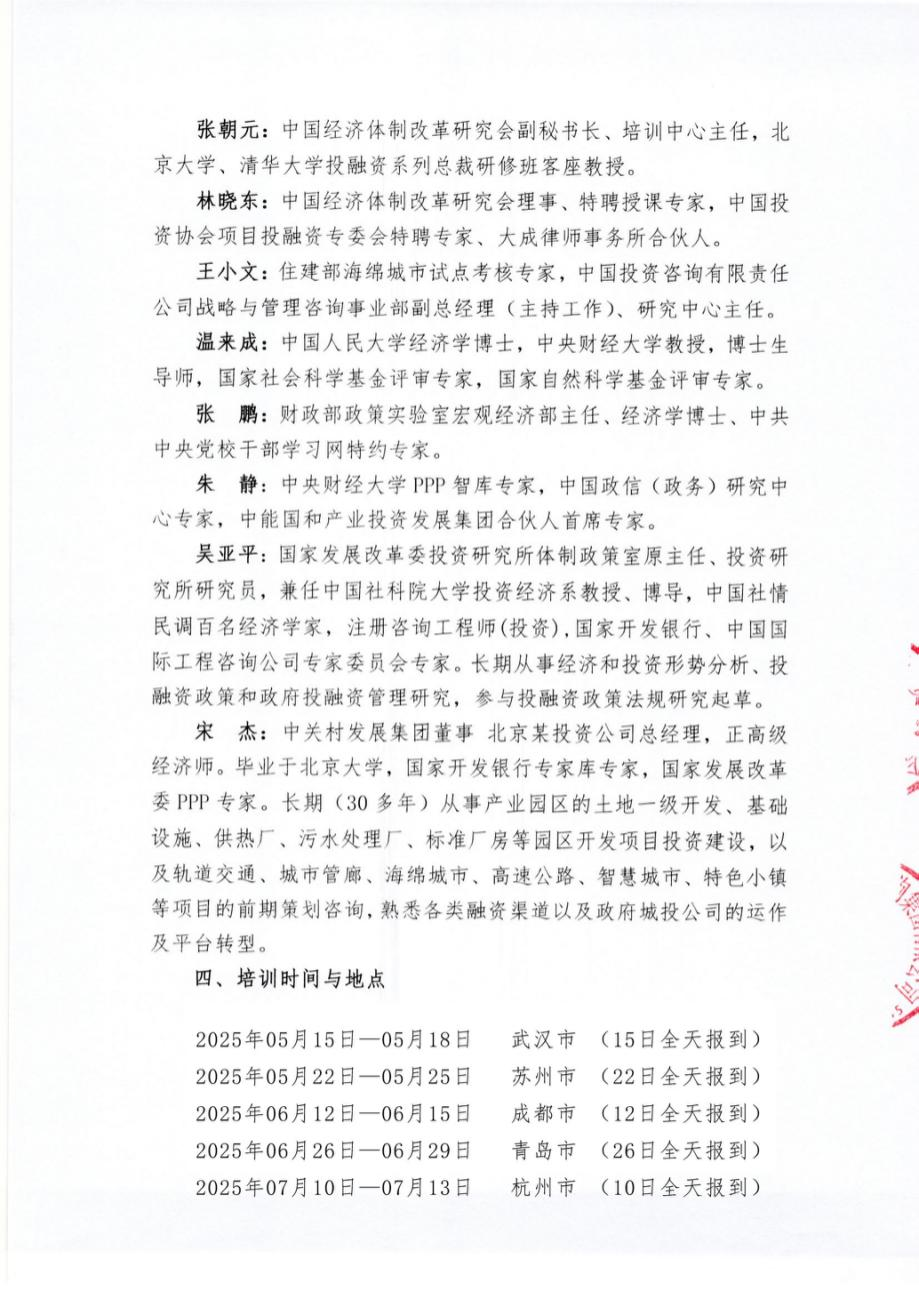 张朝元：中国经济体制改革研究会副秘书长、培训中心主任，北
京大学、清华大学投融资系列总裁研修班客座教授。
林晓东：中国经济体制改革研究会理事、特聘授课专家，中国投
资协会项目投融资专委会特聘专家、大成律师事务所合伙人。
王小文：住建部海绵城市试点考核专家，中国投资咨询有限责任
公司战略与管理咨询事业部副总经理（主持工作）、研究中心主任。
温来成：中国人民大学经济学博士，中央财经大学教授，博士生
导师，国家社会科学基金评审专家，国家自然科学基金评审专家。
张　鹏：财政部政策实验室宏观经济部主任、经济学博士、中共
中央党校干部学习网特约专家。
朱　静：中央财经大学 PPP 智库专家，中国政信（政务）研究中
心专家，中能国和产业投资发展集团合伙人首席专家。
吴亚平：国家发展改革委投资研究所体制政策室原主任、投资研
究所研究员，兼任中国社科院大学投资经济系教授、博导，中国社情
民调百名经济学家，注册咨询工程师(投资),国家开发银行、中国国
际工程咨询公司专家委员会专家。长期从事经济和投资形势分析、投
融资政策和政府投融资管理研究，参与投融资政策法规研究起草。
宋　杰：中关村发展集团董事 北京某投资公司总经理，正高级
经济师。毕业于北京大学，国家开发银行专家库专家，国家发展改革
委 PPP 专家。长期（30 多年）从事产业园区的土地一级开发、基础
设施、供热厂、污水处理厂、标准厂房等园区开发项目投资建设，以
及轨道交通、城市管廊、海绵城市、高速公路、智慧城市、特色小镇
等项目的前期策划咨询,熟悉各类融资渠道以及政府城投公司的运作
及平台转型。
四、培训时间与地点
2025年05月15日—05月18日　武汉市　（15日全天报到）
2025年05月22日—05月25日　苏州市　（22日全天报到）
2025年06月12日—06月15日　成都市　（12日全天报到）
2025年06月26日—06月29日　青岛市　（26日全天报到）
2025年07月10日—07月13日　杭州市　（10日全天报到）